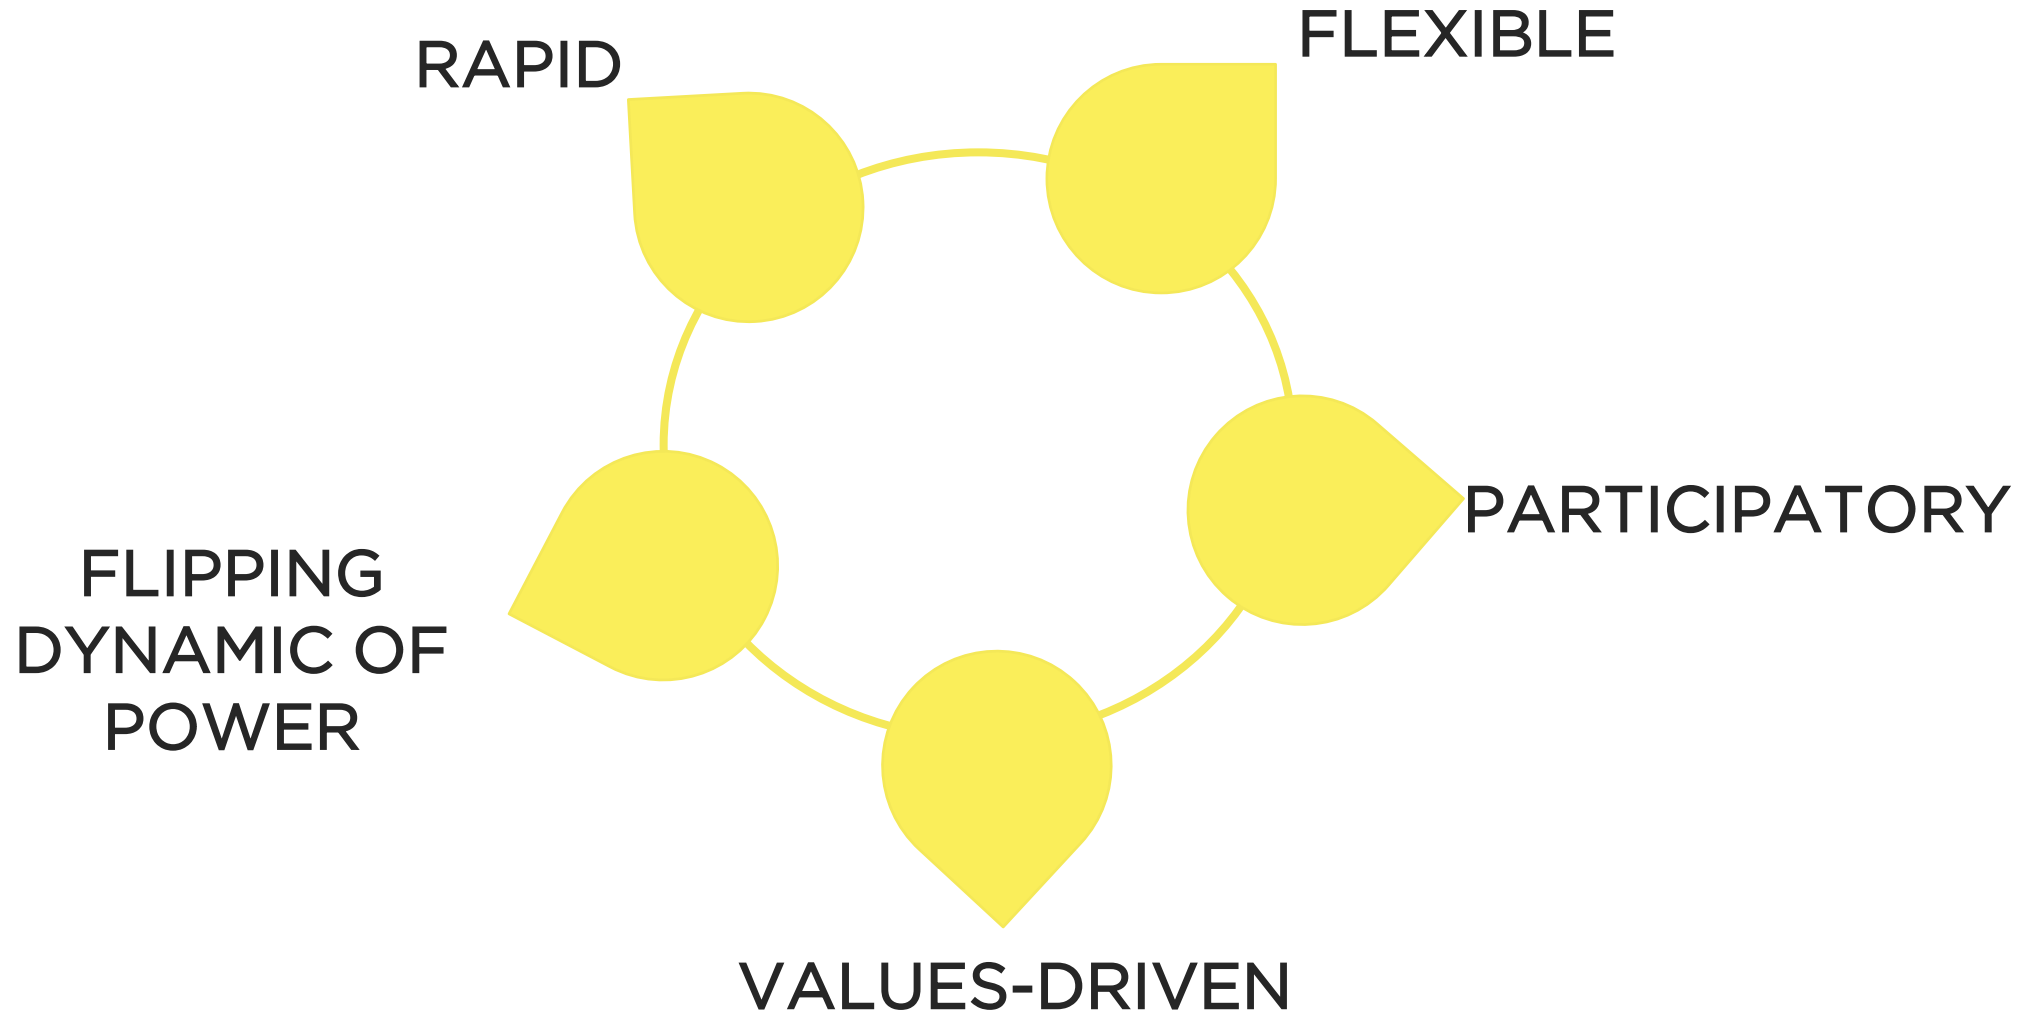 RAPID
FLEXIBLE
PARTICIPATORY
FLIPPING
DYNAMIC OF
POWER
VALUES-DRIVEN